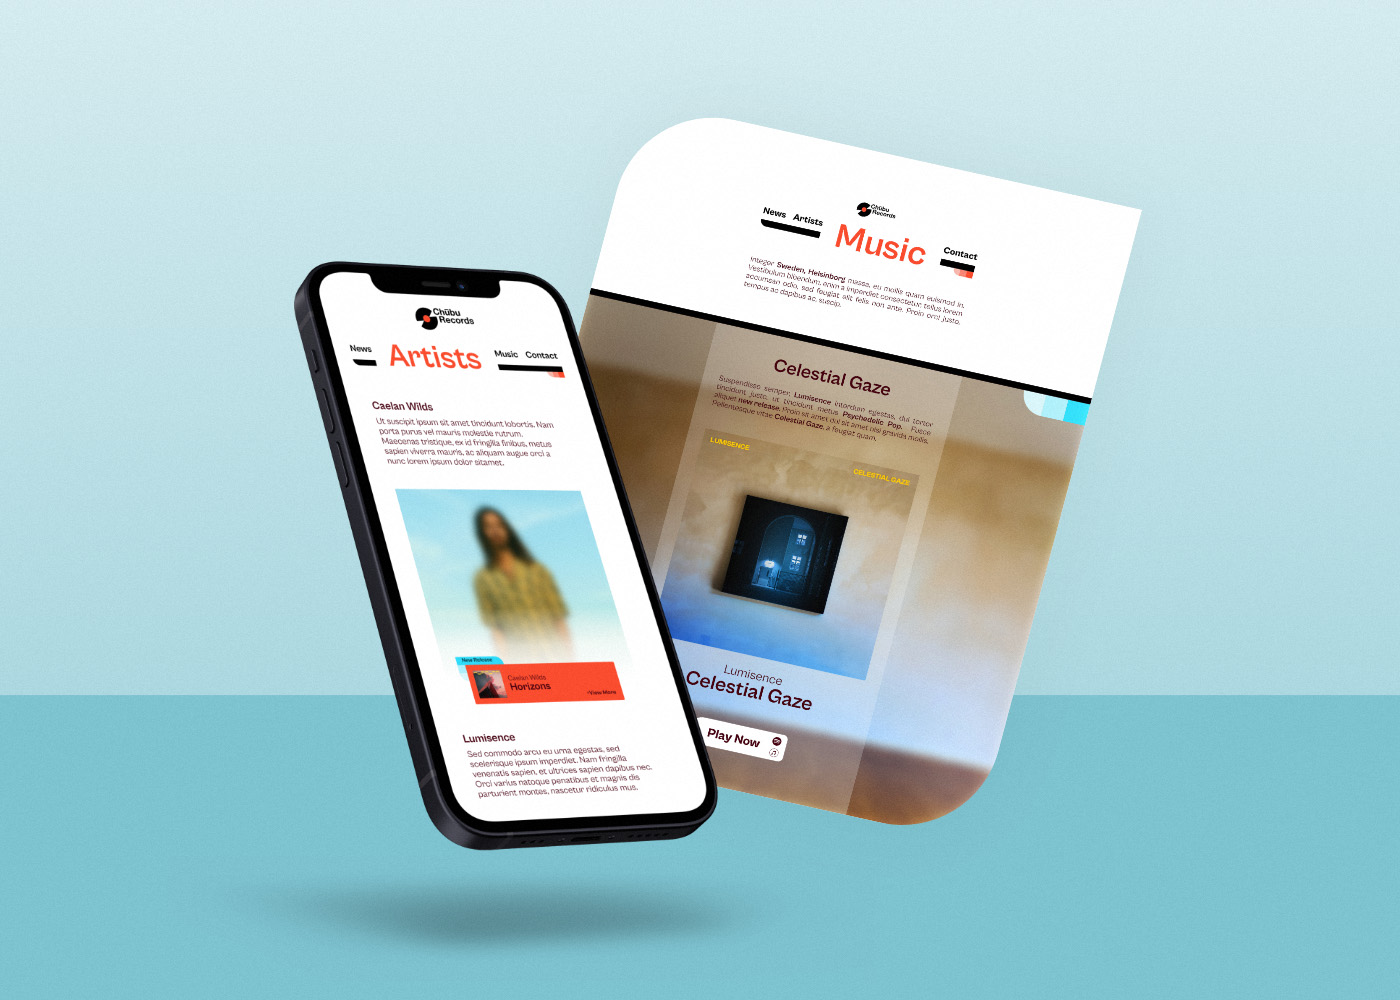 Chūbu
Records
News
Artists
Music
Contact
Caelan Wilds
Ut suscipit ipsum sit amet tincidunt lobortis. Nam
porta purus vel mauris molestie rutrum.
Maecenas tristique, ex id fringilla finibus, metus
sapien viverra mauris, ac aliquam augue orci a
nunc lorem ipsum dolor sitamet.
New Release
Caelan Wilds
Horizons
View More
Lumisence
Sed commodo arcu eu urna egestas, sed
scelerisque ipsum imperdiet. Nam fringilla
venenatis sapien, et ultrices sapien dapibus nec.
Orci varius natoque penatibus et magnis dis
parturient montes, nascetur ridiculus mus.
Chūbu
Records
News
Artists
Music
Contact
Integer Sweden, Helsinborg massa, eu mollis quam euismod in.
Vestibulum bibendum, enim a imperdiet consectetur, tellus lorem
accumsan odio, sed feugiat elit felis non ante. Proin orni justo,
tempus ac dapibus ac, suscip.
Celestial Gaze
Suspendisse semper, Lumisence interdum egestas, dui tortor
tincidunt justo, ut tincidunt metus Psychedelic Pop. Fusce
aliquet new release. Proin sit amet dui sit amet nisi gravida mollis.
Pellentesque vitae Celestial Gaze, a feugiat quam.
LUMISENCE
CELESTIAL GAZE
Lumisence
Celestial Gaze
Play Now